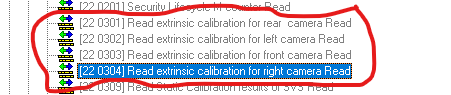 [22 0201] Security Lifecycle M Counter Read
[22 0301] Read extrinsic calibration for rear camera Read
[22 0302] Read extrinsic calibration for left camera Read
[22 0303] Read extrinsic calibration for front camera Read
[22 0304] Read extrinsic calibration for right camera Read
[22 0309] Read Static calibration results of SVS Read